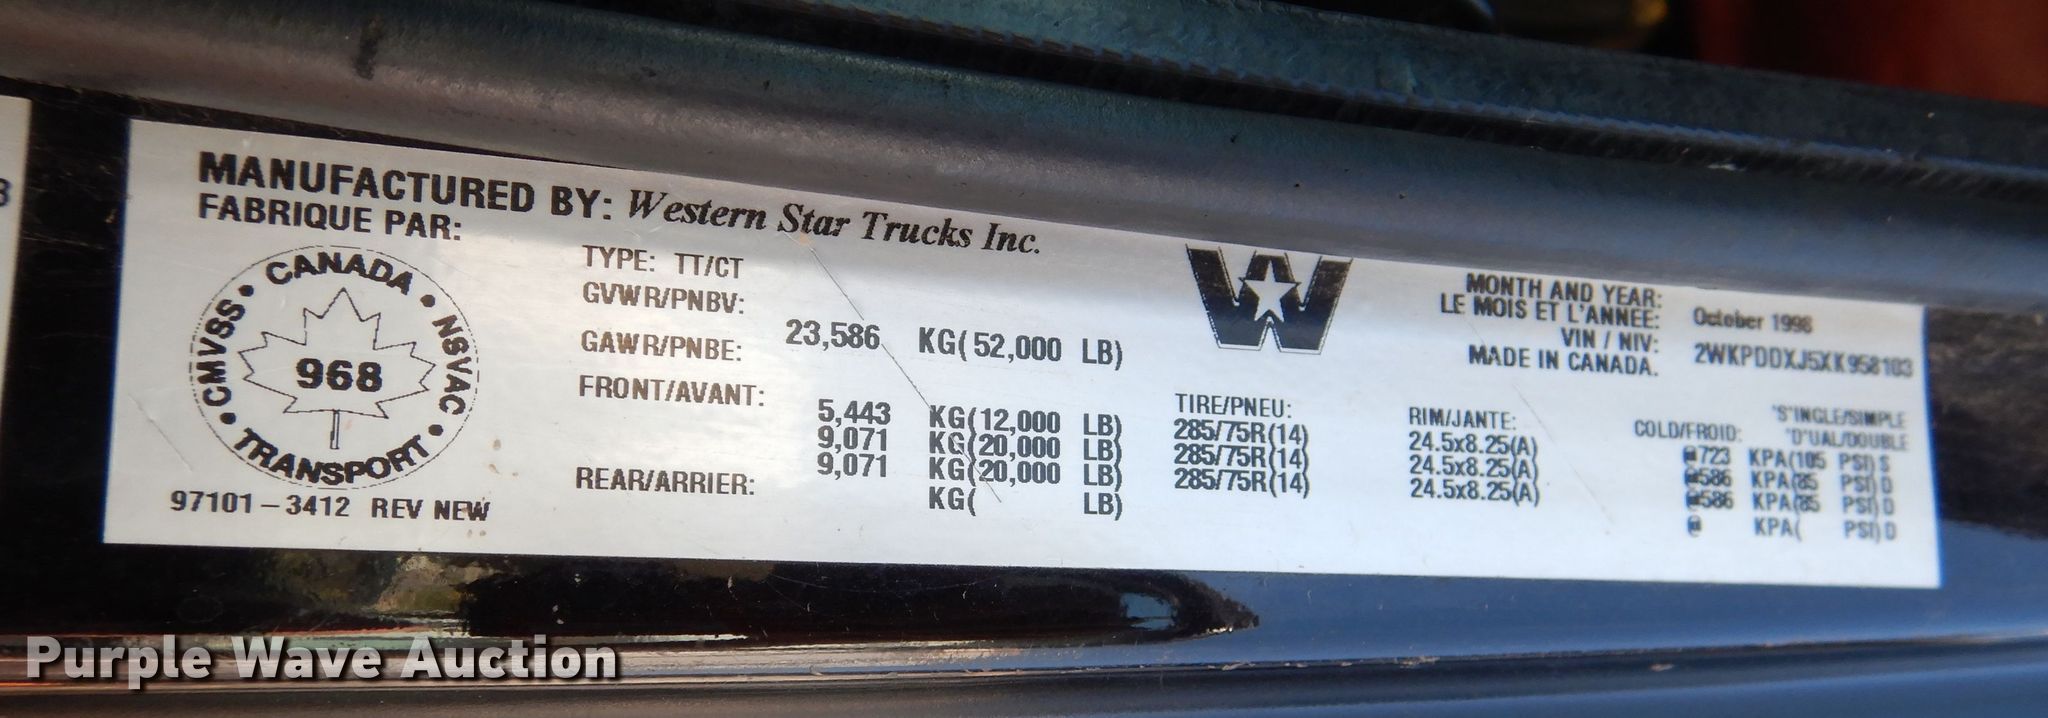 MANUFACTURED BY: Western Star Trucks Inc.
FABRIQUE PAR:
CANADA • NSVAC • TRANSPORT • CMVSS •
968
97101-3412 REV NEW
TYPE: TT/CT
GVWR/PNBV:
23,586 KG(52,000 LB)
GAWR/PNBE:
FRONT/AVANT:
5,443 KG(12,000 LB)
9,071 KG(20,000 LB)
9,071 KG(20,000 LB)
REAR/ARRIER:
KG( LB)
W
TIRE/PNEU:
285/75R(14)
285/75R(14)
285/75R(14)
RIM/JANTE:
24.5x8.25(A)
24.5x8.25(A)
24.5x8.25(A)
MONTH AND YEAR:
LE MOIS ET L'ANNEE: October 1998
VIN / NIV:
MADE IN CANADA. 2WKPDDXJ5XK958103
"S"INGLE/SIMPLE
COLD/FROID: "D"UAL/DOUBLE
@723 KPA(105 PSI) S
@586 KPA(85 PSI) D
@586 KPA(85 PSI) D
@ KPA( PSI) D
3
Purple Wave Auction